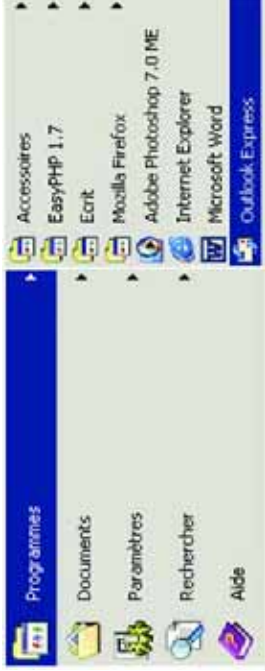 Programmes
Documents
Paramètres
Rechercher
Aide
Accessoires
EasyPHP 1.7
Ecrit
Mozilla Firefox
Adobe Photoshop 7.0 ME
Internet Explorer
Microsoft Word
Outlook Express